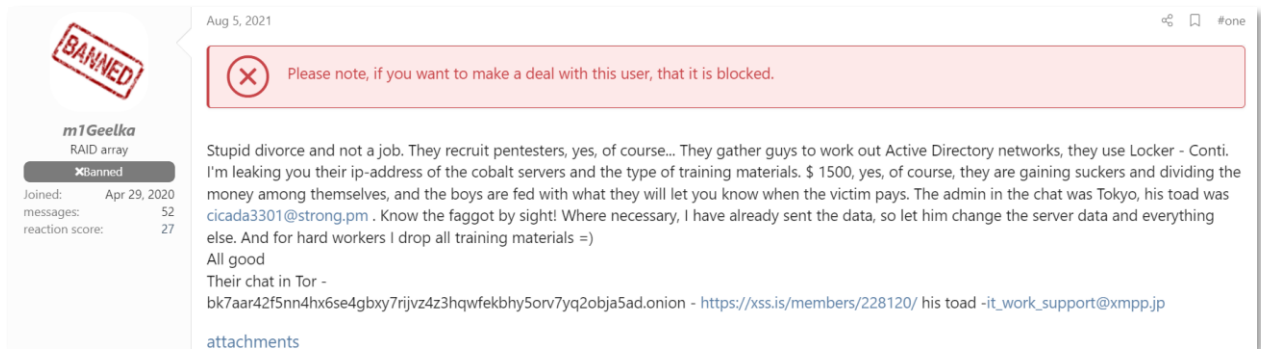 Aug 5, 2021
#one
BANNED
Please note, if you want to make a deal with this user, that it is blocked.
m1Geelka
RAID array
✖Banned
Joined: Apr 29, 2020
messages: 52
reaction score: 27
Stupid divorce and not a job. They recruit pentesters, yes, of course... They gather guys to work out Active Directory networks, they use Locker - Conti.
I'm leaking you their ip-address of the cobalt servers and the type of training materials. $ 1500, yes, of course, they are gaining suckers and dividing the
money among themselves, and the boys are fed with what they will let you know when the victim pays. The admin in the chat was Tokyo, his toad was
cicada3301@strong.pm . Know the faggot by sight! Where necessary, I have already sent the data, so let him change the server data and everything
else. And for hard workers I drop all training materials =)
All good
Their chat in Tor -
bk7aar42f5nn4hx6se4gbxy7rijvz4z3hqwfekbhy5orv7yq2obja5ad.onion - https://xss.is/members/228120/ his toad -it_work_support@xmpp.jp
attachments